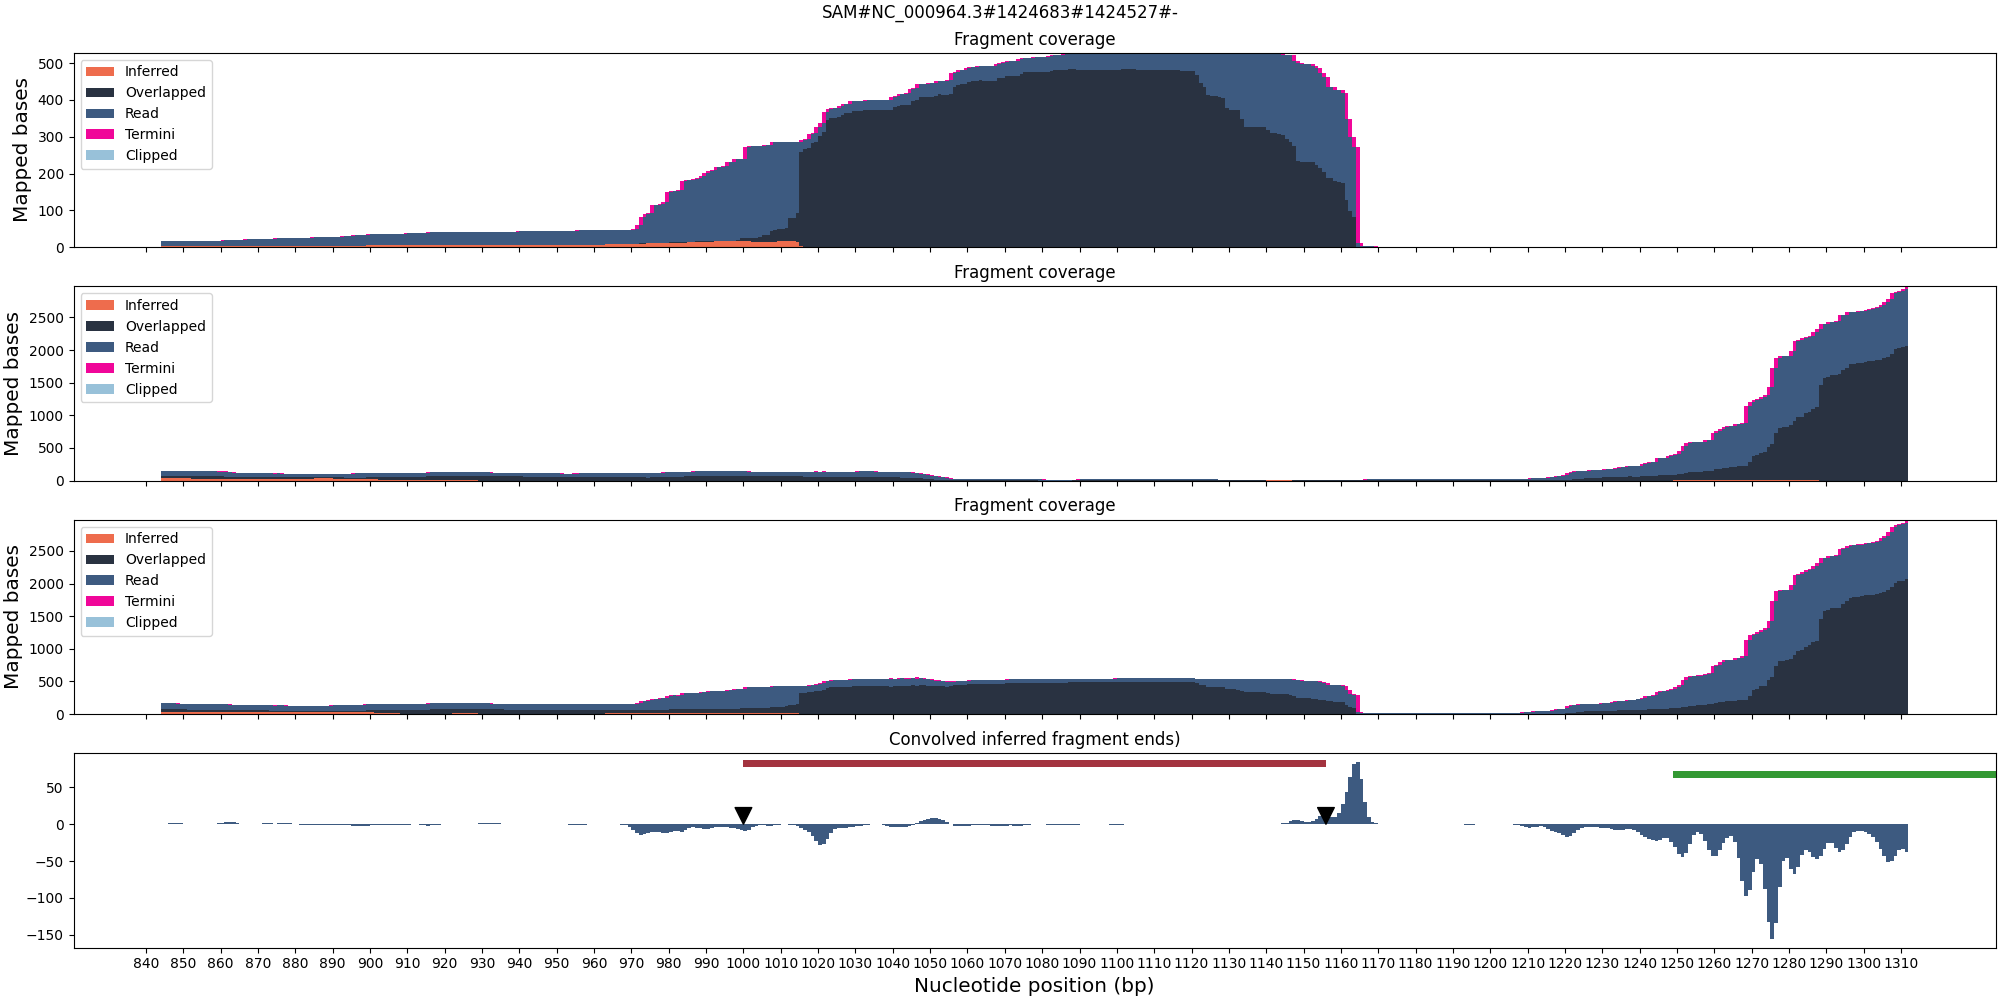 SAM#NC_000964.3#1424683#1424527#-
Fragment coverage
Mapped bases
500
400
300
200
100
0
Inferred
Overlapped
Read
Termini
Clipped
Fragment coverage
Mapped bases
2500
2000
1500
1000
500
0
Inferred
Overlapped
Read
Termini
Clipped
Fragment coverage
Mapped bases
2500
2000
1500
1000
500
0
Inferred
Overlapped
Read
Termini
Clipped
Convolved inferred fragment ends)
50
0
−50
−100
−150
840 850 860 870 880 890 900 910 920 930 940 950 960 970 980 990 1000 1010 1020 1030 1040 1050 1060 1070 1080 1090 1100 1110 1120 1130 1140 1150 1160 1170 1180 1190 1200 1210 1220 1230 1240 1250 1260 1270 1280 1290 1300 1310
Nucleotide position (bp)